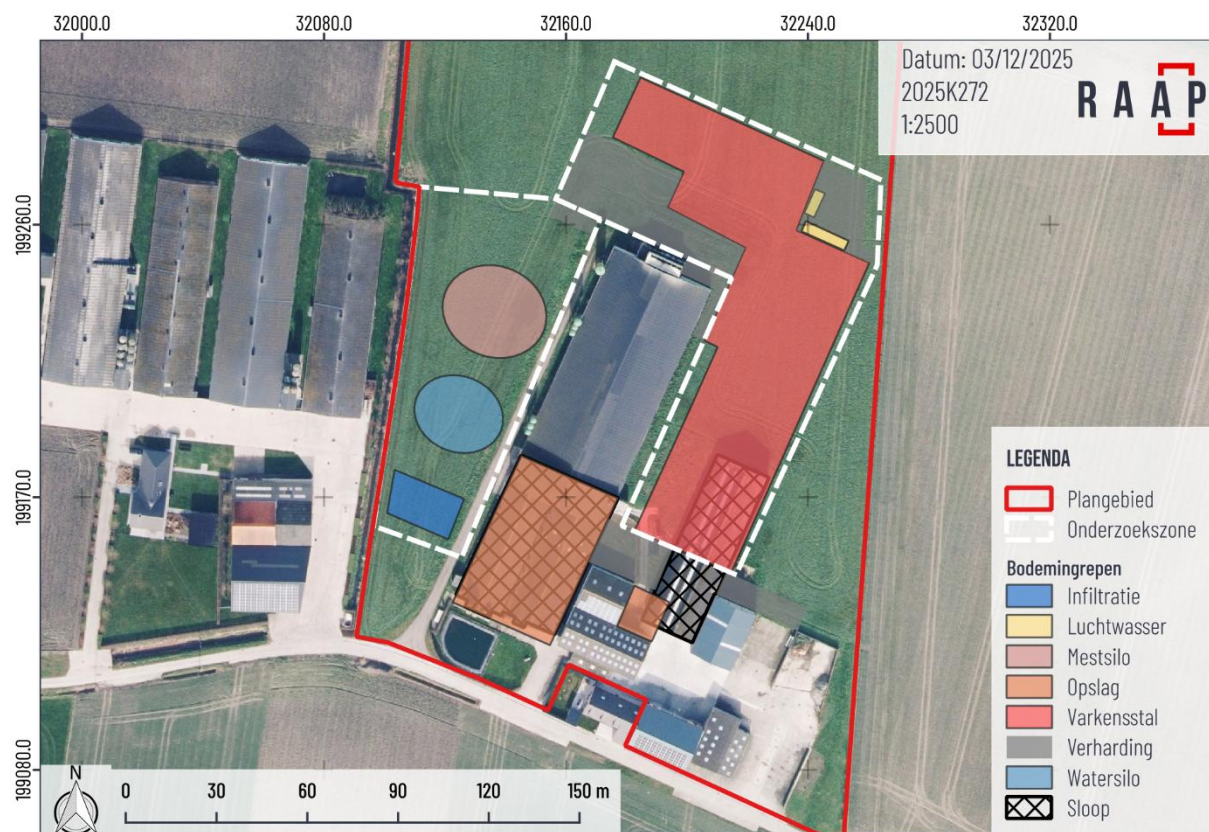 32000.0 32080.0 32160.0 32240.0 32320.0
Datum: 03/12/2025
2025K272
1:2500
RAAP
199260.0
199170.0
199080.0
LEGENDA
Plangebied
Onderzoekszone
Bodemingrepen
Infiltratie
Luchtwasser
Mestsilo
Opslag
Varkensstal
Verharding
Watersilo
Sloop
N
0 30 60 90 120 150 m